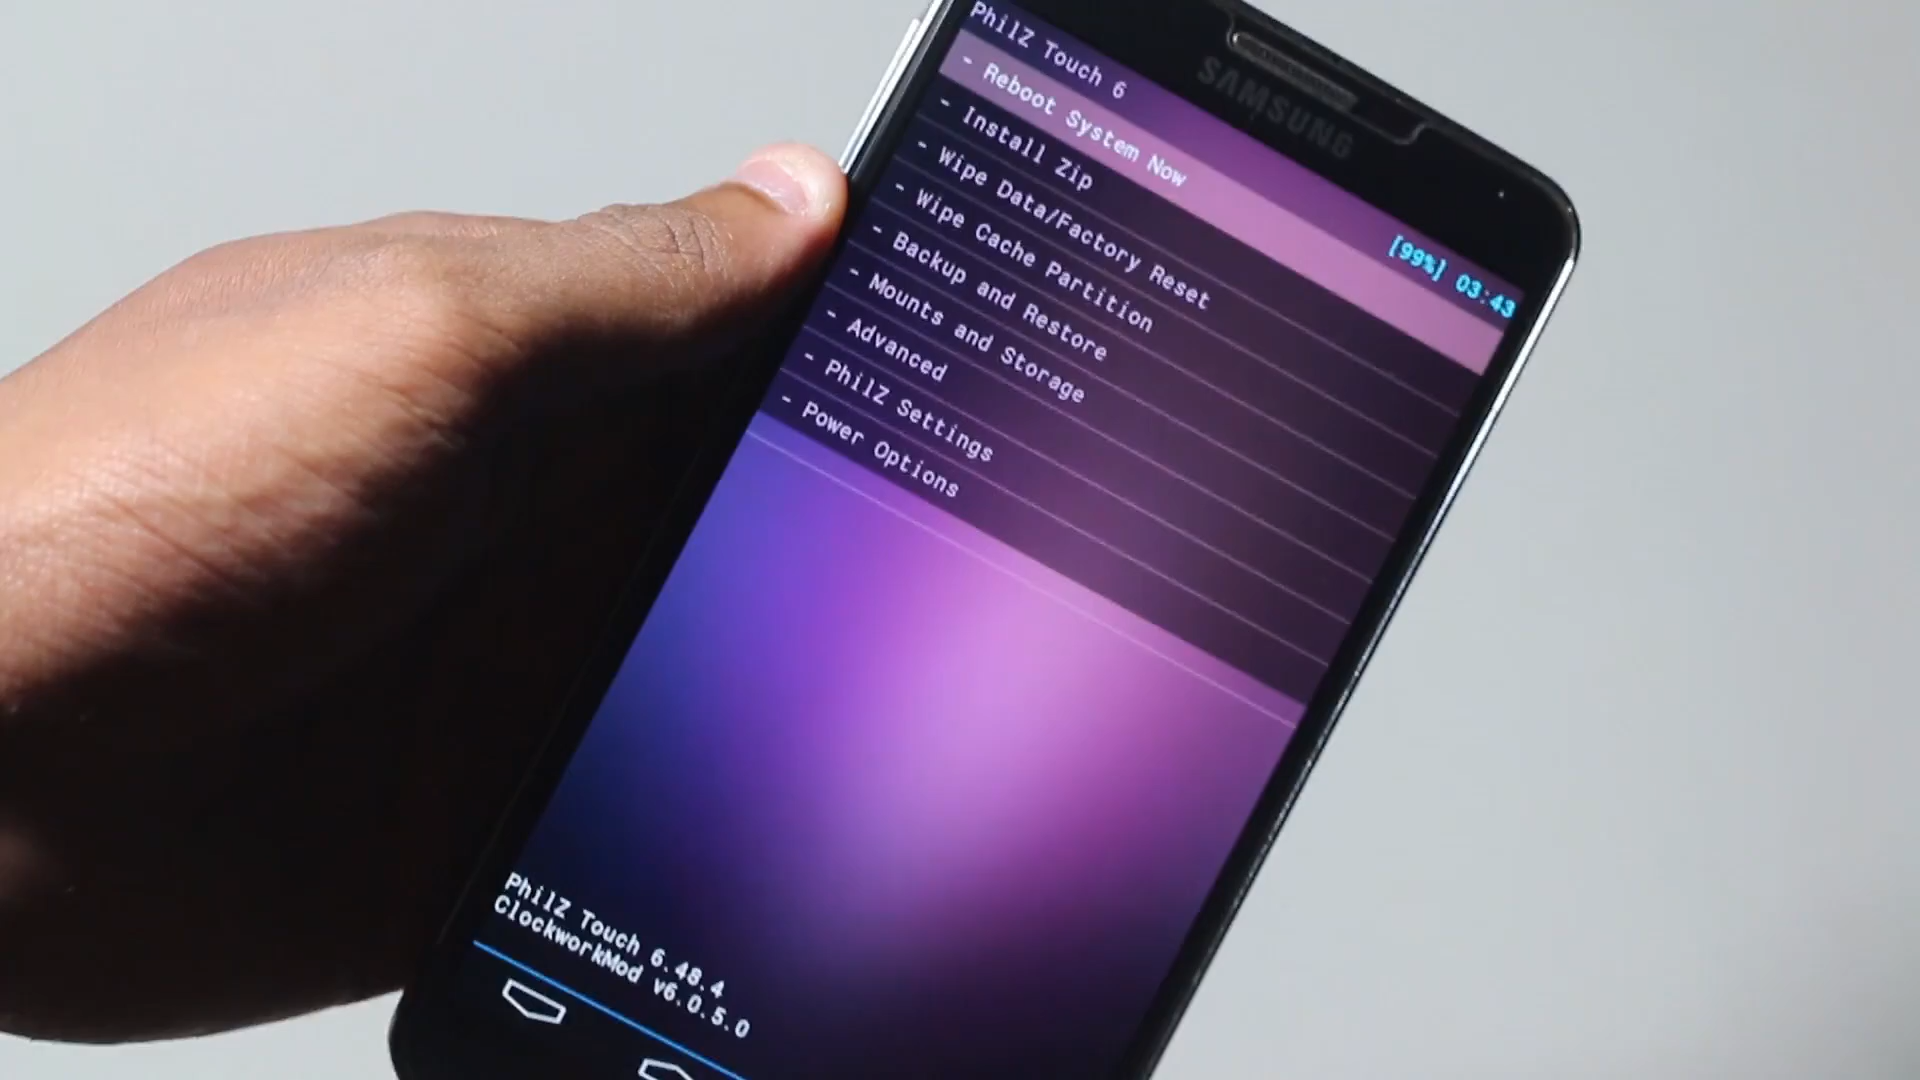 PhilZ Touch 6
SAMSUNG
[99%] 03:43
- Reboot System Now
- Install Zip
- Wipe Data/Factory Reset
- Wipe Cache Partition
- Backup and Restore
- Mounts and Storage
- Advanced
- PhilZ Settings
- Power Options
PhilZ Touch 6.48.4
ClockworkMod v6.0.5.0